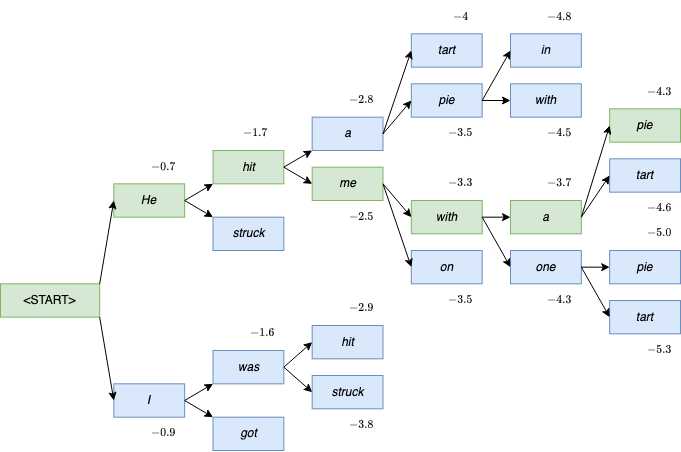 −4
−4.8
tart
in
−2.8
−4.3
pie
with
−1.7
a
pie
−3.5
−4.5
−0.7
hit
me
−3.3
−3.7
tart
He
−2.5
with
a
−4.6
struck
−5.0
on
one
pie
<START>
−3.5
−4.3
−2.9
tart
−1.6
hit
−5.3
was
struck
I
−3.8
−0.9
got